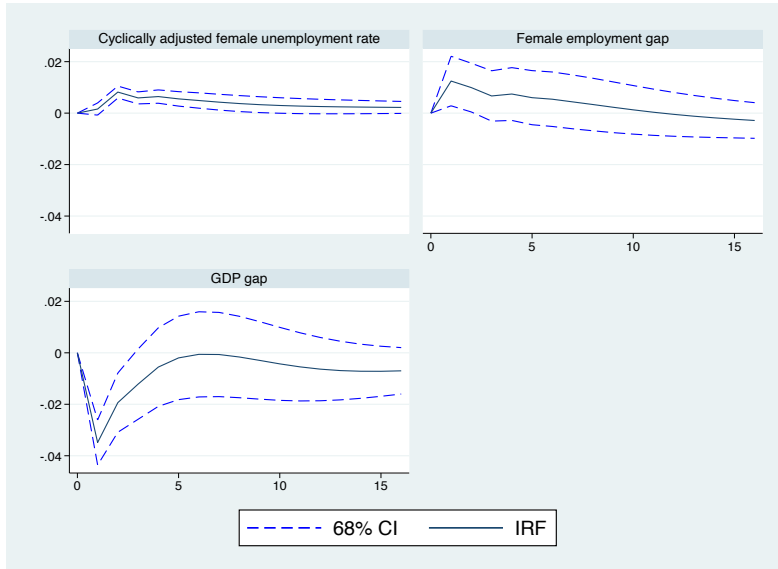 Cyclically adjusted female unemployment rate
Female employment gap
.02
0
-.02
-.04
0 5 10 15
GDP gap
.02
0
-.02
-.04
0 5 10 15
68% CI IRF